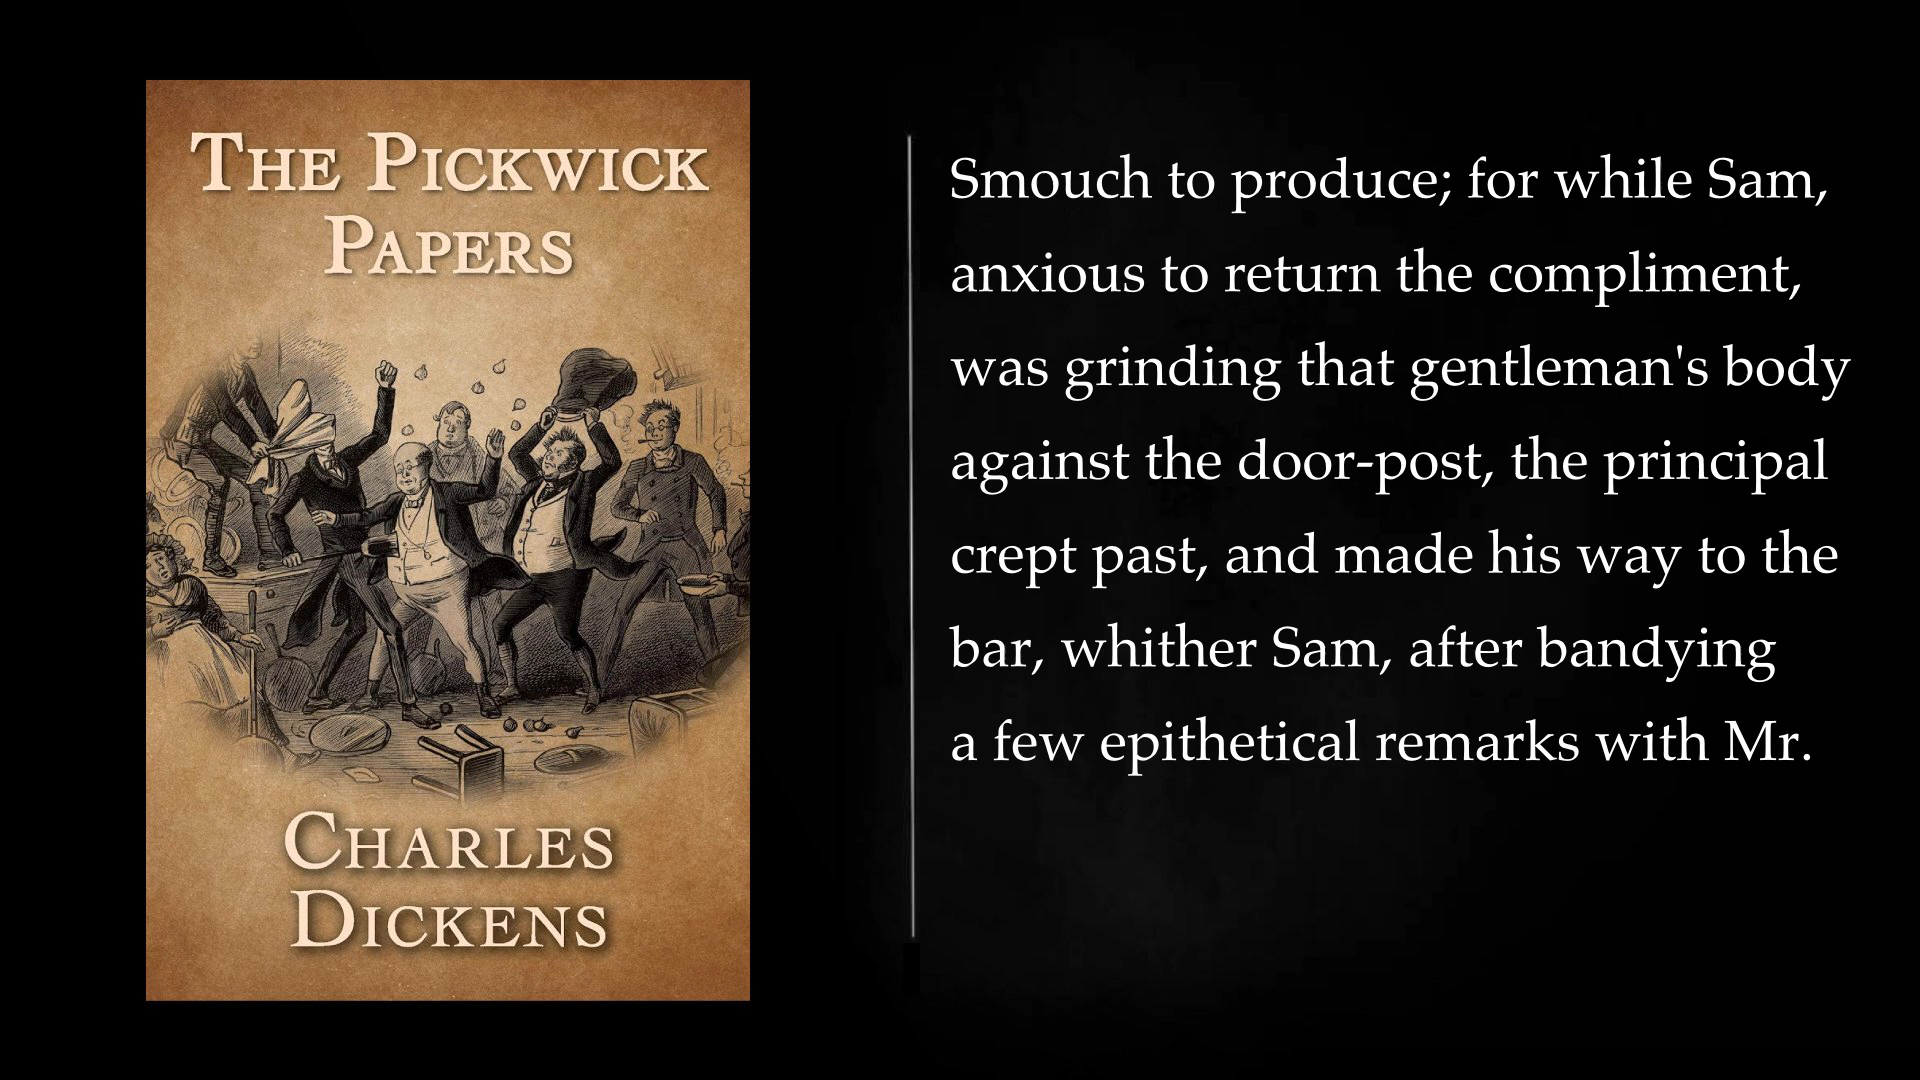 The Pickwick
Papers
Charles
Dickens
Smouch to produce; for while Sam,
anxious to return the compliment,
was grinding that gentleman's body
against the door-post, the principal
crept past, and made his way to the
bar, whither Sam, after bandying
a few epithetical remarks with Mr.